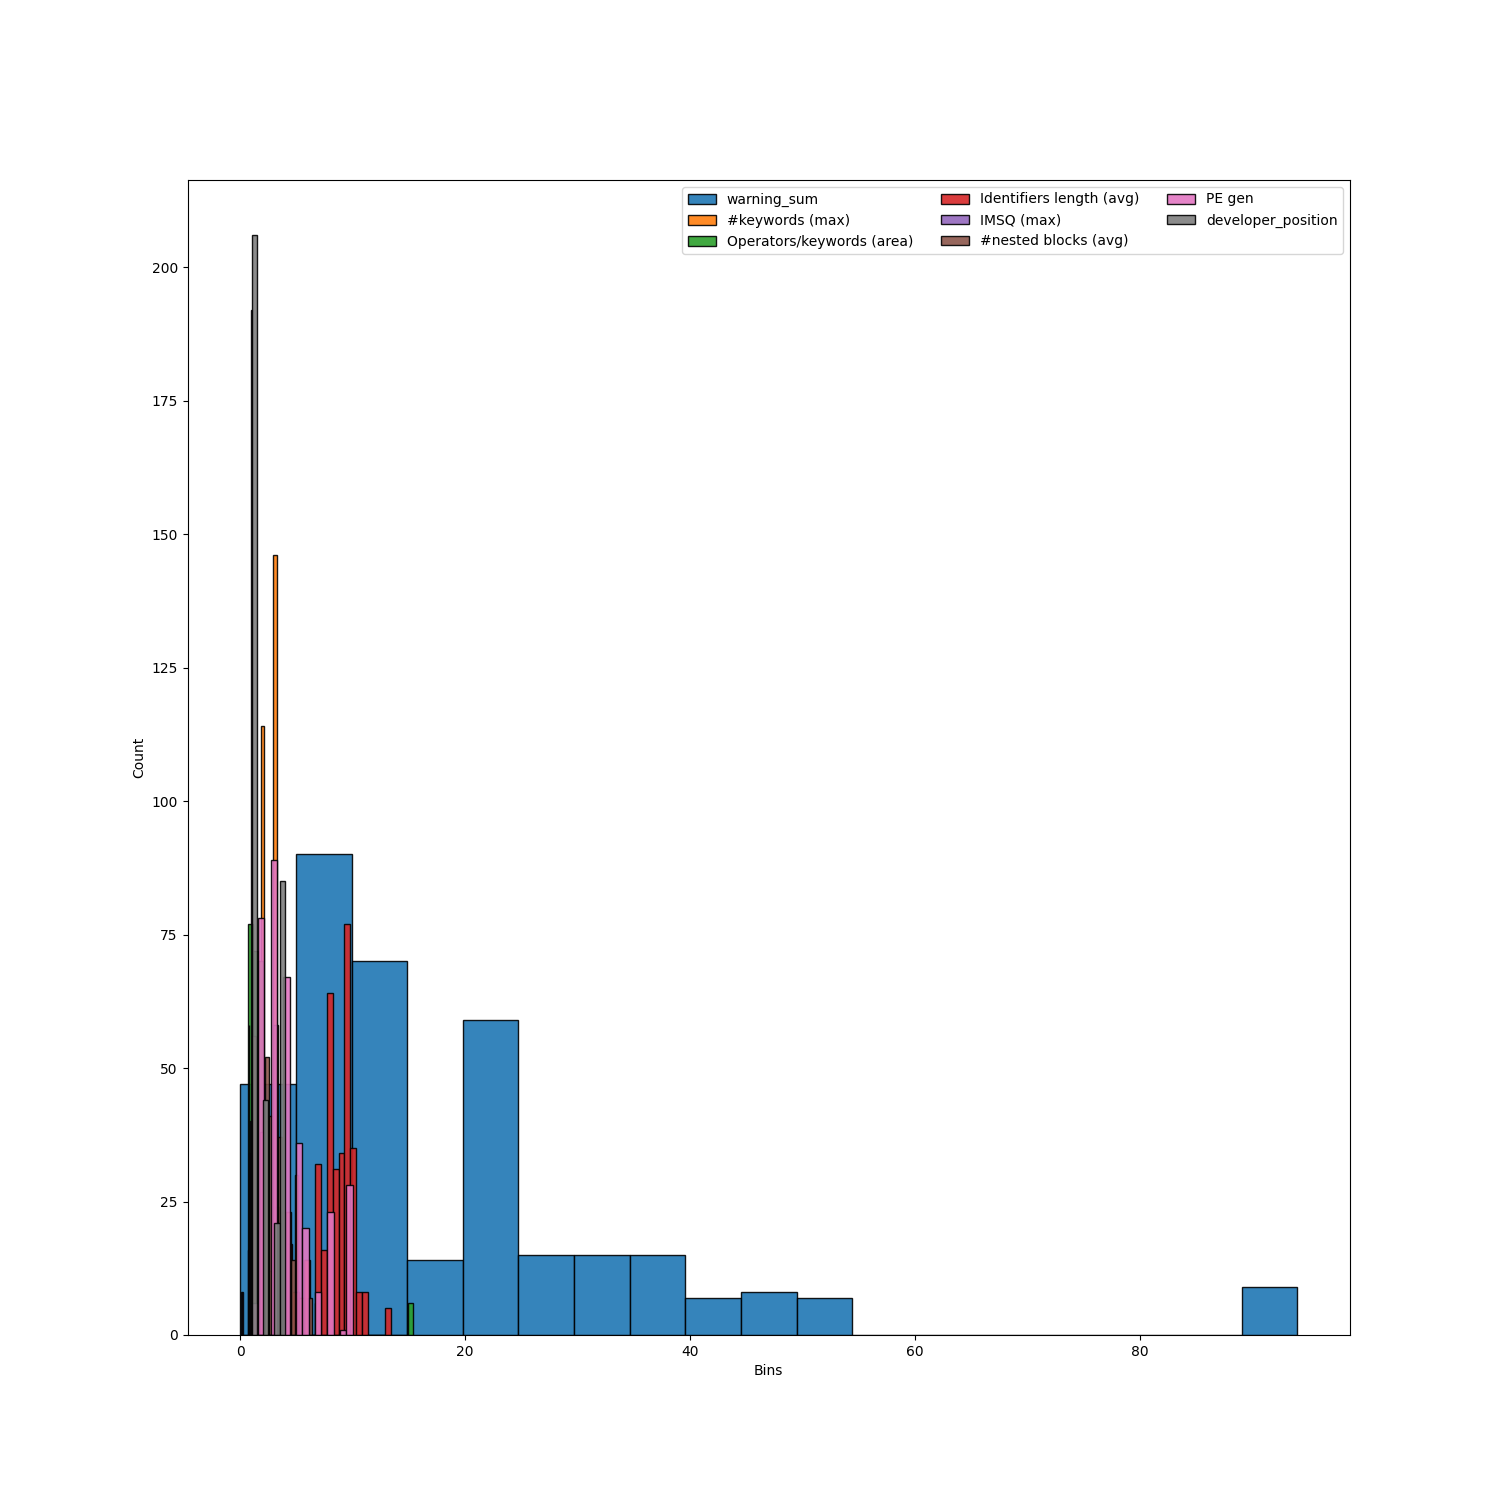 warning_sum
#keywords (max)
Operators/keywords (area)
Identifiers length (avg)
IMSQ (max)
#nested blocks (avg)
PE gen
developer_position
200
175
150
125
100
75
50
25
0
Count
0 20 40 60 80
Bins